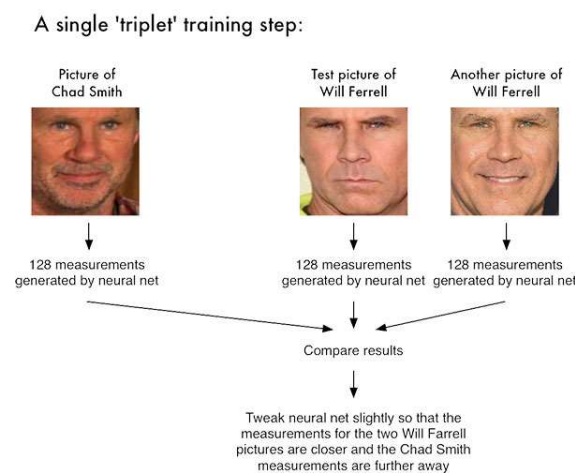 A single 'triplet' training step:
Picture of
Chad Smith
Test picture of
Will Ferrell
Another picture of
Will Ferrell
128 measurements
generated by neural net
128 measurements
generated by neural net
128 measurements
generated by neural net
Compare results
Tweak neural net slightly so that the
measurements for the two Will Farrell
pictures are closer and the Chad Smith
measurements are further away